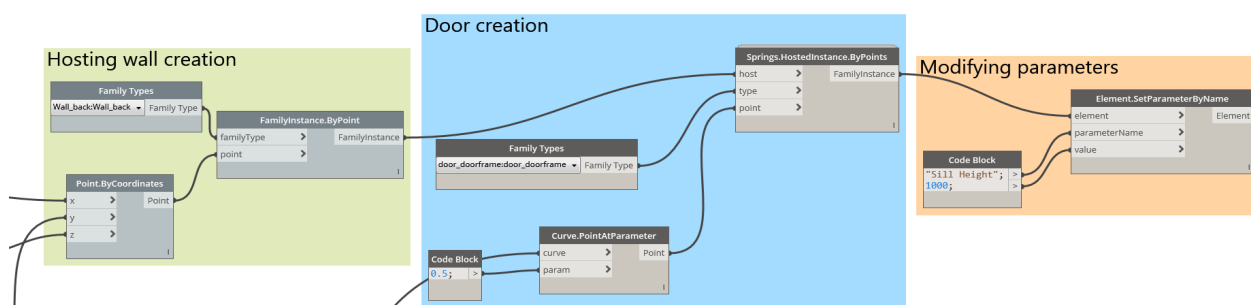 Hosting wall creation
Family Types
Wall_back:Wall_back Family Type
FamilyInstance.ByPoint
familyType > FamilyInstance
point >
I
Point.ByCoordinates
x > Point
y >
z >
I
Door creation
Springs.HostedInstance.ByPoints
host > FamilyInstance
type >
point >
I
Family Types
door_doorframe:door_doorframe Family Type
Curve.PointAtParameter
curve > Point
param >
I
Code Block
0.5; >
Modifying parameters
Element.SetParameterByName
element > Element
parameterName >
value >
I
Code Block
"Sill Height"; >
1000; >